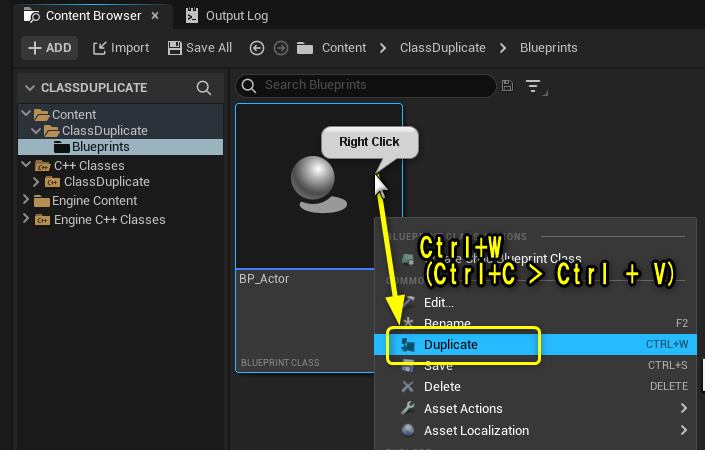 Content Browser
Output Log
ADD
Import
Save All
Content
ClassDuplicate
Blueprints
CLASSDUPLICATE
Search Blueprints
Content
ClassDuplicate
Blueprints
C++ Classes
ClassDuplicate
Engine Content
Engine C++ Classes
Right Click
BP_Actor
BLUEPRINT CLASS
Ctrl+W
(Ctrl+C > Ctrl + V)
BLUEPRINT CLASS ACTIONS
Blueprint Class
Edit...
Rename F2
Duplicate CTRL+W
Save CTRL+S
Delete DELETE
Asset Actions
Asset Localization